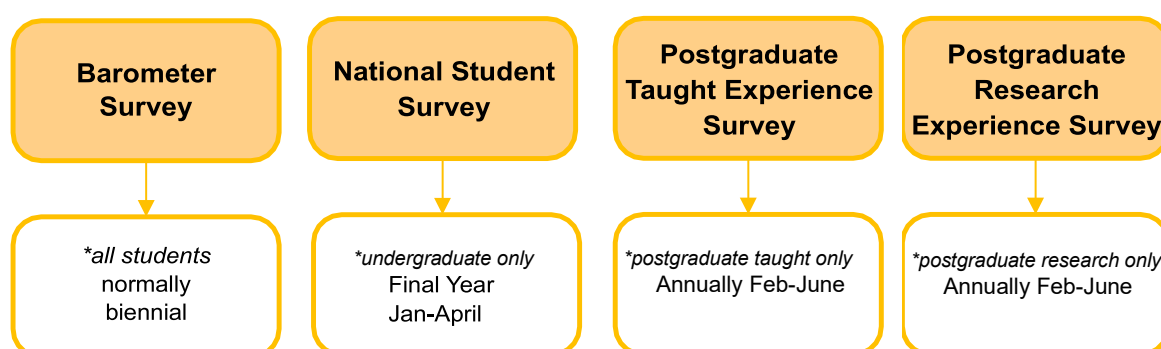 Barometer
Survey
National Student
Survey
Postgraduate
Taught Experience
Survey
Postgraduate
Research
Experience Survey
*all students
normally
biennial
*undergraduate only
Final Year
Jan-April
*postgraduate taught only
Annually Feb-June
*postgraduate research only
Annually Feb-June